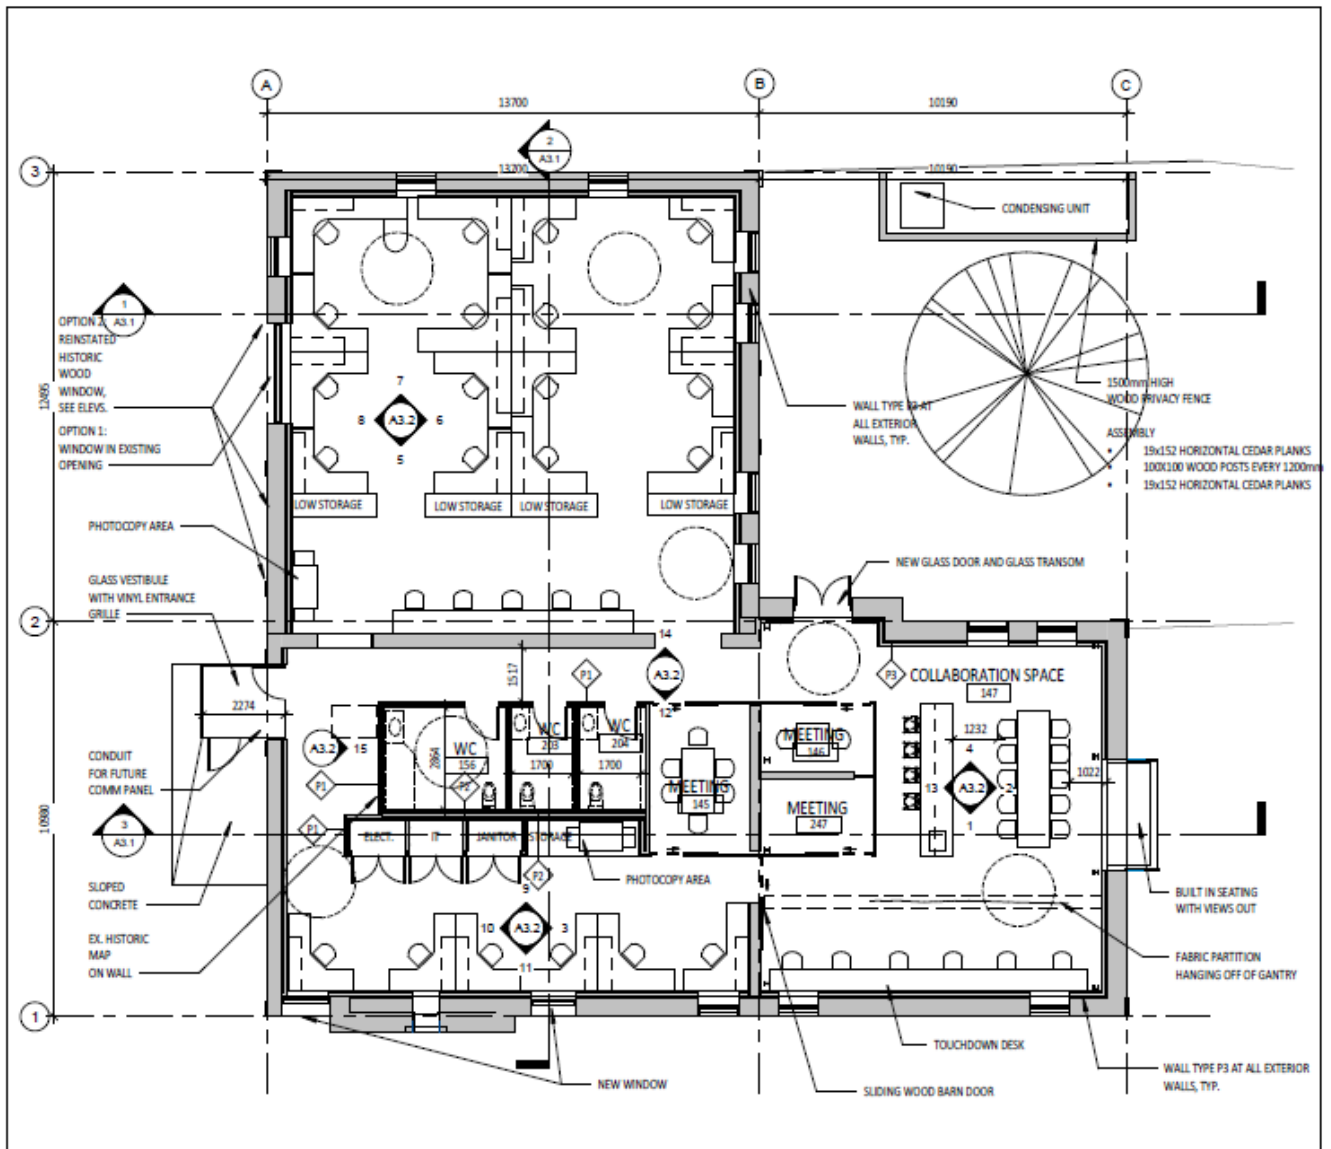 A
B
C
13700
10190
2
A3.1
3
13700
10190
CONDENSING UNIT
1
A3.1
OPTION 2:
REINSTATED
HISTORIC
WOOD
WINDOW,
SEE ELEVS.
OPTION 1:
WINDOW IN EXISTING
OPENING
12495
7
8
A3.2
6
5
WALL TYPE P3 AT
ALL EXTERIOR
WALLS, TYP.
1500mm HIGH
WOOD PRIVACY FENCE
ASSEMBLY
• 19x152 HORIZONTAL CEDAR PLANKS
• 100X100 WOOD POSTS EVERY 1200mm
• 19x152 HORIZONTAL CEDAR PLANKS
LOW STORAGE
LOW STORAGE
LOW STORAGE
LOW STORAGE
PHOTOCOPY AREA
GLASS VESTIBULE
WITH VINYL ENTRANCE
GRILLE
NEW GLASS DOOR AND GLASS TRANSOM
2
14
A3.2
12
1517
P1
P3
COLLABORATION SPACE
147
2274
A3.2
15
2864
WC
156
WC
203
WC
204
1700
1700
P1
P2
MEETING
145
MEETING
146
MEETING
247
1232
4
13
A3.2
2
1
1022
CONDUIT
FOR FUTURE
COMM PANEL
10980
3
A3.1
P1
ELECT.
IT
JANITOR
STORAGE
P2
PHOTOCOPY AREA
SLOPED
CONCRETE
EX. HISTORIC
MAP
ON WALL
9
10
A3.2
3
11
BUILT IN SEATING
WITH VIEWS OUT
FABRIC PARTITION
HANGING OFF OF GANTRY
1
TOUCHDOWN DESK
NEW WINDOW
SLIDING WOOD BARN DOOR
WALL TYPE P3 AT ALL EXTERIOR
WALLS, TYP.